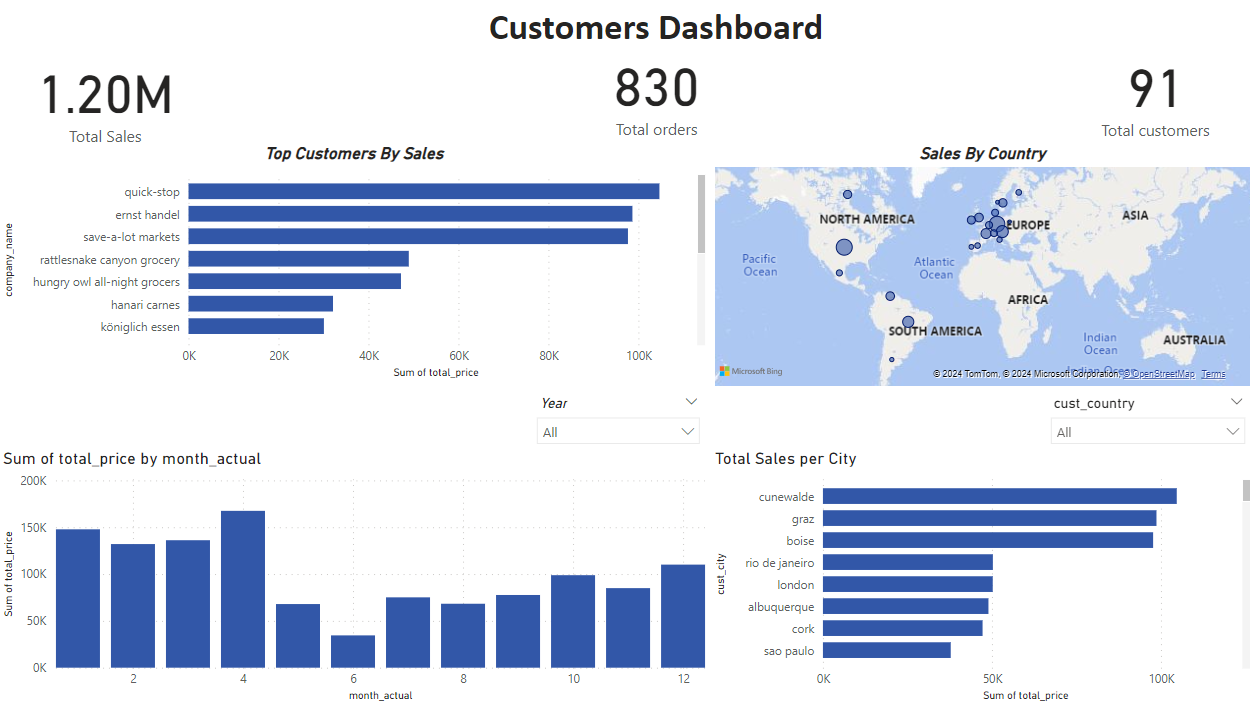 Customers Dashboard
1.20M
Total Sales
830
Total orders
91
Total customers
Top Customers By Sales
company_name
quick-stop
ernst handel
save-a-lot markets
rattlesnake canyon grocery
hungry owl all-night grocers
hanari carnes
königlich essen
0K 20K 40K 60K 80K 100K
Sum of total_price
Sales By Country
NORTH AMERICA
EUROPE
ASIA
Pacific
Ocean
Atlantic
Ocean
AFRICA
SOUTH AMERICA
Indian
Ocean
AUSTRALIA
Microsoft Bing
Indian Ocean
© 2024 TomTom, © 2024 Microsoft Corporation, © OpenStreetMap Terms
Year
All
cust_country
All
Sum of total_price by month_actual
Sum of total_price
200K
150K
100K
50K
0K
2 4 6 8 10 12
month_actual
Total Sales per City
cust_city
cunewalde
graz
boise
rio de janeiro
london
albuquerque
cork
sao paulo
0K 50K 100K
Sum of total_price